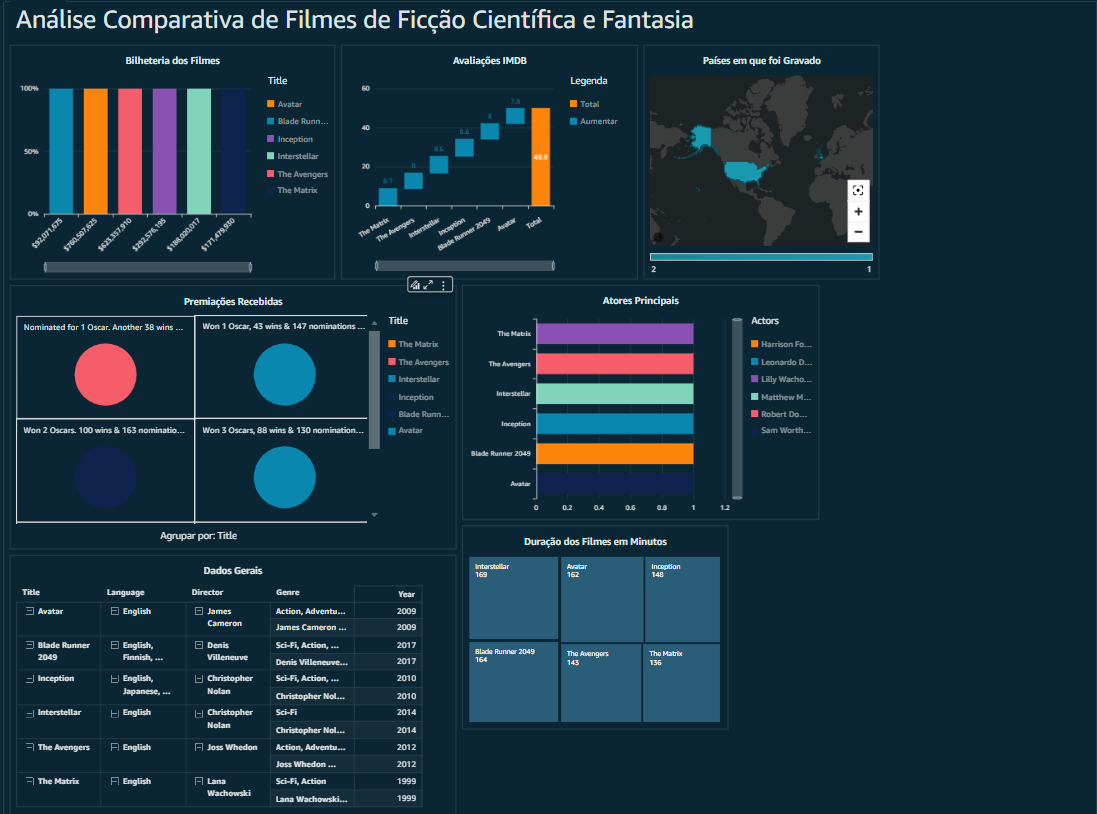 Análise Comparativa de Filmes de Ficção Científica e Fantasia
Bilheteria dos Filmes
Title
100%
50%
0%
Avatar
Blade Runn...
Inception
Interstellar
The Avengers
The Matrix
$92,071,675
$760,507,625
$623,357,910
$292,576,195
$188,020,017
$171,479,930
Avaliações IMDB
Legenda
Total
Aumentar
60
40
20
0
8.7
8
8.6
8.8
8
7.8
49.9
The Matrix
The Avengers
Interstellar
Inception
Blade Runner 2049
Avatar
Total
Países em que foi Gravado
2
1
Premiações Recebidas
Nominated for 1 Oscar. Another 38 wins ...
Won 1 Oscar, 43 wins & 147 nominations ...
Won 2 Oscars. 100 wins & 163 nominatio...
Won 3 Oscars, 88 wins & 130 nomination...
Agrupar por: Title
Title
The Matrix
The Avengers
Interstellar
Inception
Blade Runn...
Avatar
Atores Principais
The Matrix
The Avengers
Interstellar
Inception
Blade Runner 2049
Avatar
0
0.2
0.4
0.6
0.8
1
1.2
Actors
Harrison Fo...
Leonardo D...
Lilly Wacho...
Matthew M...
Robert Do...
Sam Worth...
Duração dos Filmes em Minutos
Interstellar
169
Avatar
162
Inception
148
Blade Runner 2049
164
The Avengers
143
The Matrix
136
Dados Gerais
Title Language Director Genre Year
Avatar English James Cameron Action, Adventu... 2009
James Cameron ... 2009
Blade Runner 2049 English, Finnish, ... Denis Villeneuve Sci-Fi, Action, ... 2017
Denis Villeneuve... 2017
Inception English, Japanese, ... Christopher Nolan Sci-Fi, Action, ... 2010
Christopher Nol... 2010
Interstellar English Christopher Nolan Sci-Fi 2014
Christopher Nol... 2014
The Avengers English Joss Whedon Action, Adventu... 2012
Joss Whedon ... 2012
The Matrix English Lana Wachowski Sci-Fi, Action 1999
Lana Wachowski... 1999